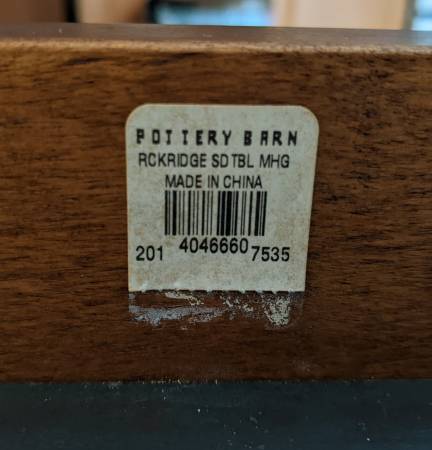 POTTERY BARN
RCKRIDGE SD TBL MHG
MADE IN CHINA
201 4046660 7535